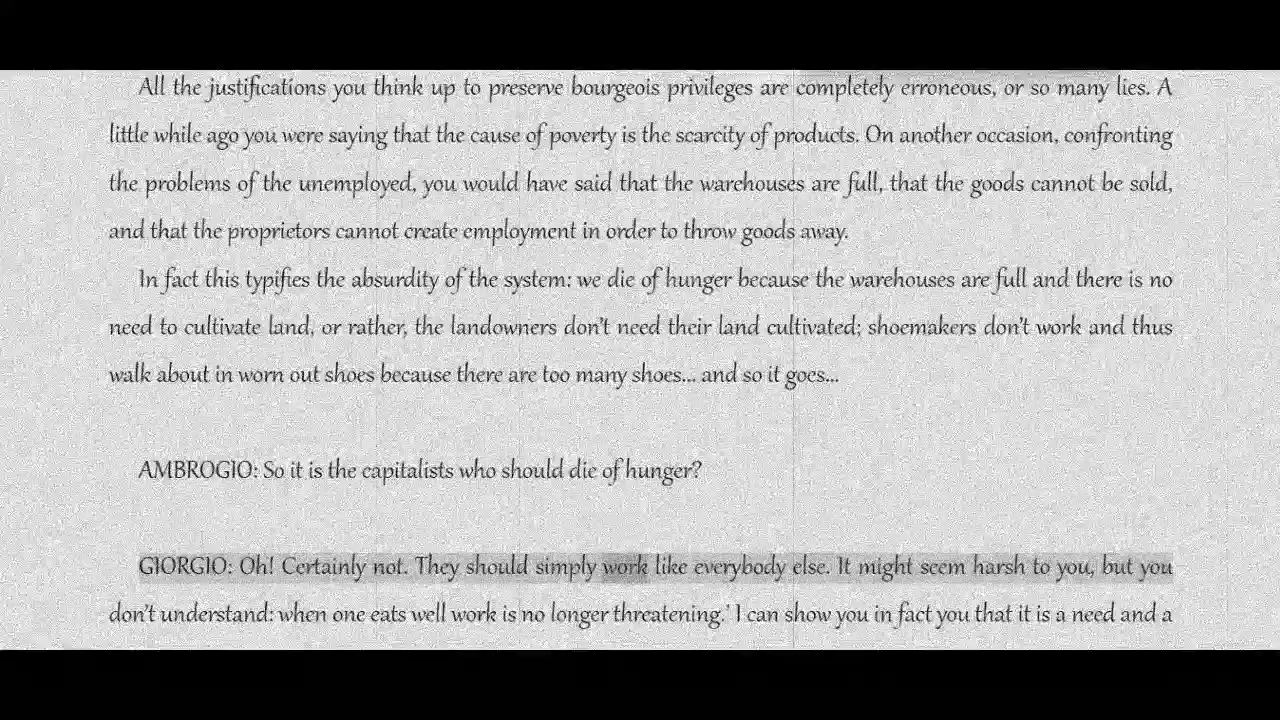 All the justifications you think up to preserve bourgeois privileges are completely erroneous, or so many lies. A
little while ago you were saying that the cause of poverty is the scarcity of products. On another occasion, confronting
the problems of the unemployed, you would have said that the warehouses are full, that the goods cannot be sold,
and that the proprietors cannot create employment in order to throw goods away.
In fact this typifies the absurdity of the system: we die of hunger because the warehouses are full and there is no
need to cultivate land, or rather, the landowners don't need their land cultivated; shoemakers don't work and thus
walk about in worn out shoes because there are too many shoes... and so it goes...
AMBROGIO: So it is the capitalists who should die of hunger?
GIORGIO: Oh! Certainly not. They should simply work like everybody else. It might seem harsh to you, but you
don't understand: when one eats well work is no longer threatening.' I can show you in fact you that it is a need and a